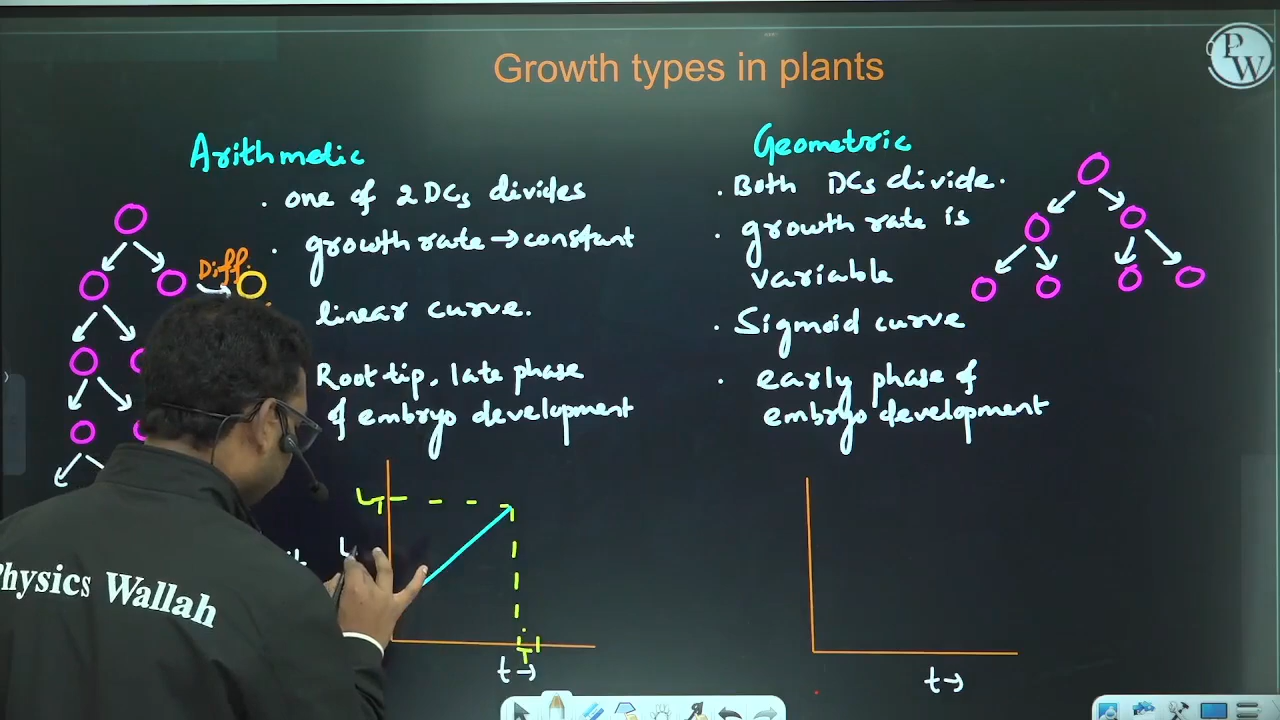 Growth types in plants
PW
Arithmetic
. one of 2 DCs divides
. growth rate → constant
linear curve.
Root tip, late phase
of embryo development
Diff.
LT
T
t →
Geometric
. Both DCs divide.
. growth rate is
variable
. Sigmoid curve
. early phase of
embryo development
t →
Physics Wallah